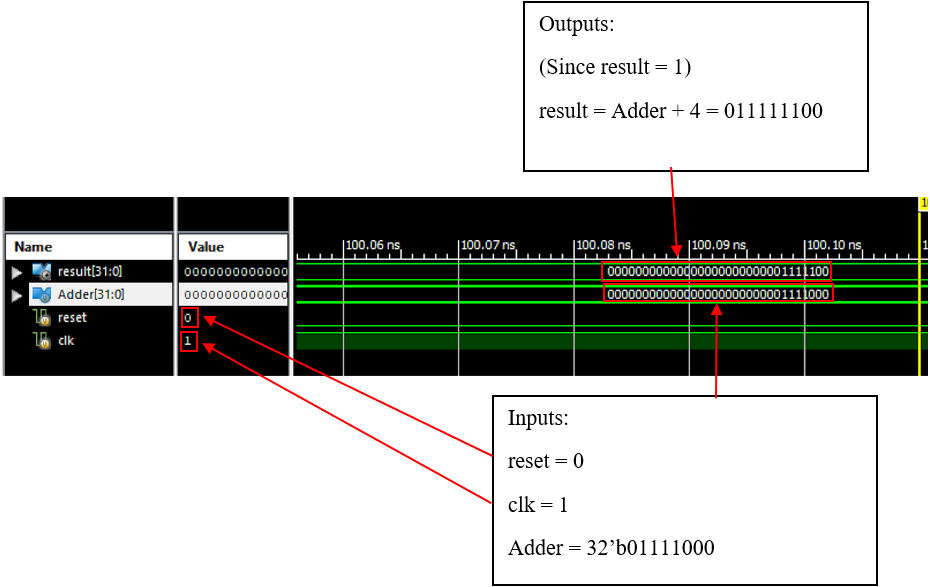 Outputs:
(Since result = 1)
result = Adder + 4 = 011111100
Name
Value
100.06 ns
100.07 ns
100.08 ns
100.09 ns
100.10 ns
result[31:0]
0000000000000
00000000000000000000000001111100
Adder[31:0]
0000000000000
00000000000000000000000001111000
reset
0
clk
1
Inputs:
reset = 0
clk = 1
Adder = 32’b01111000